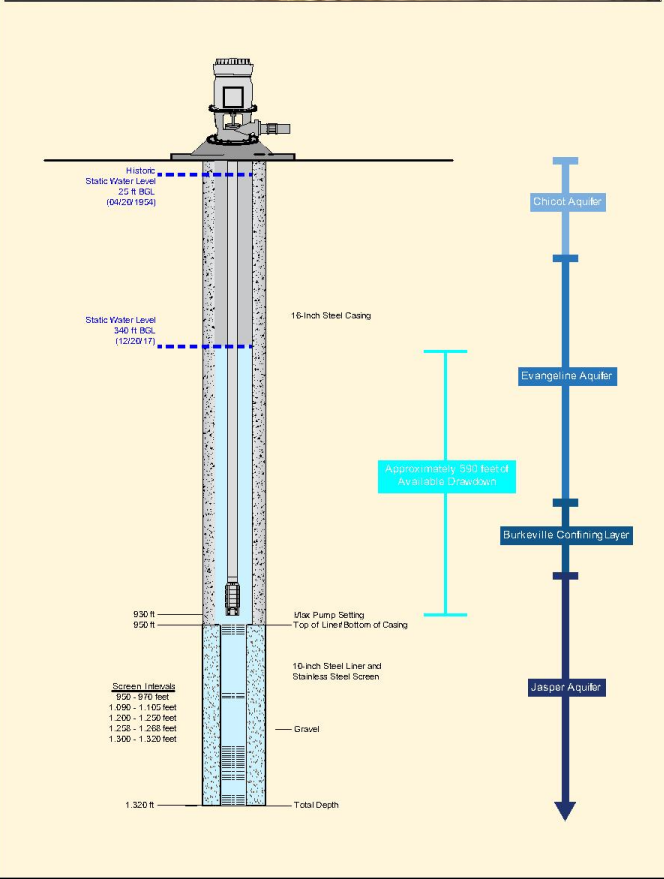 Historic
Static Water Level
25 ft BGL
(04/20/1954)
Chicot Aquifer
16-Inch Steel Casing
Static Water Level
340 ft BGL
(12/20/17)
Evangeline Aquifer
Approximately 590 feet of
Available Drawdown
Burkeville Confining Layer
930 ft
Max Pump Setting
950 ft
Top of Liner/Bottom of Casing
10-inch Steel Liner and
Stainless Steel Screen
Screen Intervals
950 - 970 feet
1.090 - 1.105 feet
1.200 - 1.250 feet
1.258 - 1.268 feet
1.300 - 1.320 feet
Jasper Aquifer
Gravel
1.320 ft
Total Depth